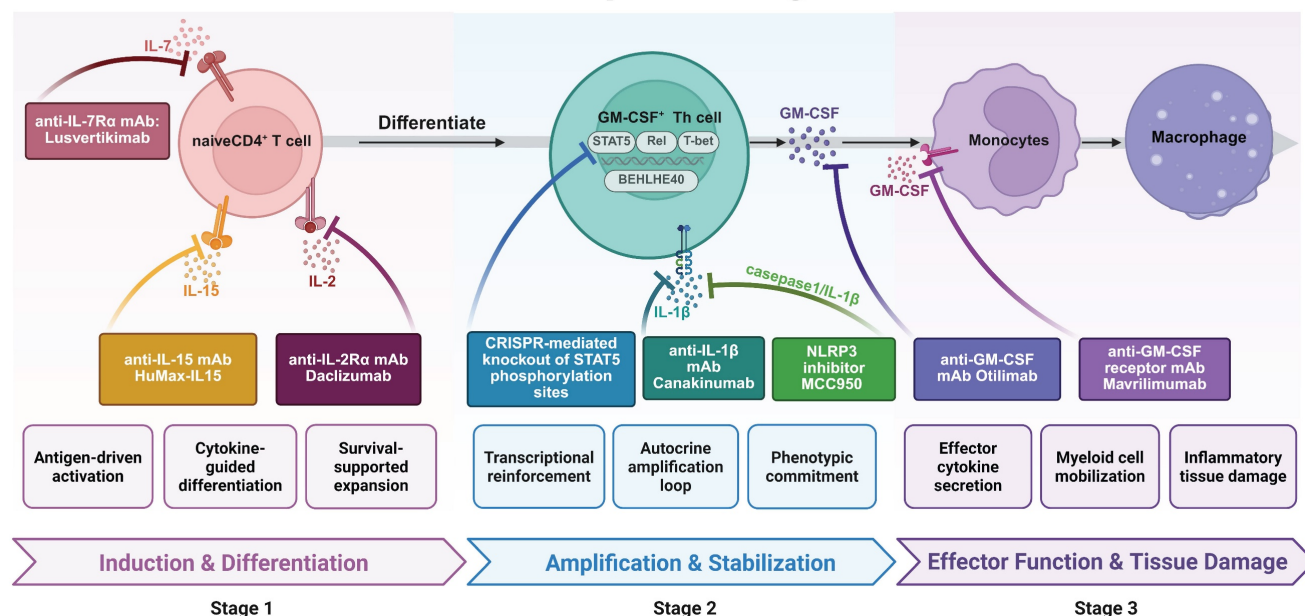 IL-7
anti-IL-7Rα mAb:
Lusvertikimab
naiveCD4⁺ T cell
Differentiate
IL-15
IL-2
anti-IL-15 mAb
HuMax-IL15
anti-IL-2Rα mAb
Daclizumab
GM-CSF⁺ Th cell
STAT5
Rel
T-bet
BEHLHE40
IL-1β
casepase1/IL-1β
GM-CSF
GM-CSF
Monocytes
Macrophage
CRISPR-mediated
knockout of STAT5
phosphorylation
sites
anti-IL-1β
mAb
Canakinumab
NLRP3
inhibitor
MCC950
anti-GM-CSF
mAb Otilimab
anti-GM-CSF
receptor mAb
Mavrilimumab
Antigen-driven
activation
Cytokine-
guided
differentiation
Survival-
supported
expansion
Transcriptional
reinforcement
Autocrine
amplification
loop
Phenotypic
commitment
Effector
cytokine
secretion
Myeloid cell
mobilization
Inflammatory
tissue damage
Induction & Differentiation
Amplification & Stabilization
Effector Function & Tissue Damage
Stage 1
Stage 2
Stage 3